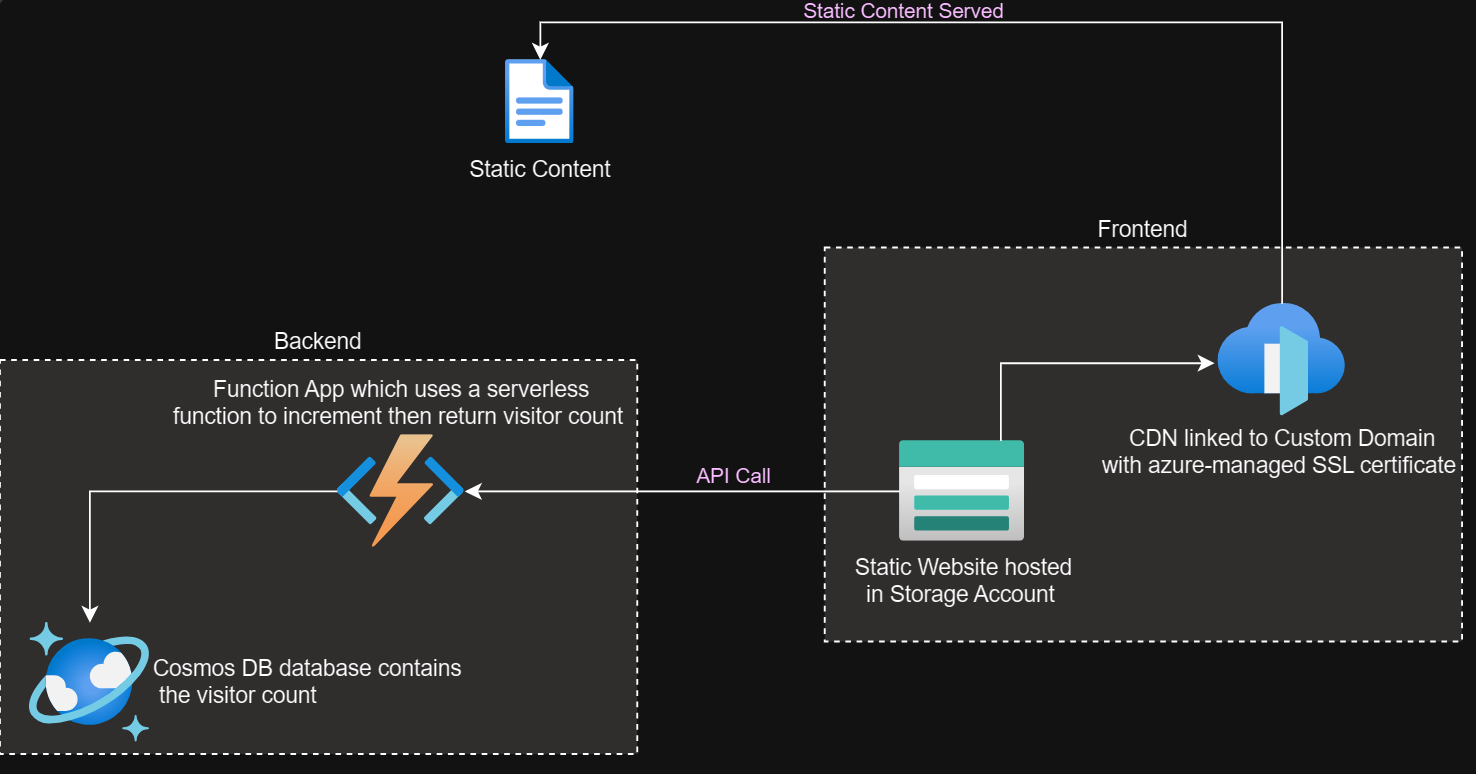 Static Content Served
Static Content
Frontend
Backend
Function App which uses a serverless
function to increment then return visitor count
CDN linked to Custom Domain
with azure-managed SSL certificate
API Call
Static Website hosted
in Storage Account
Cosmos DB database contains
the visitor count